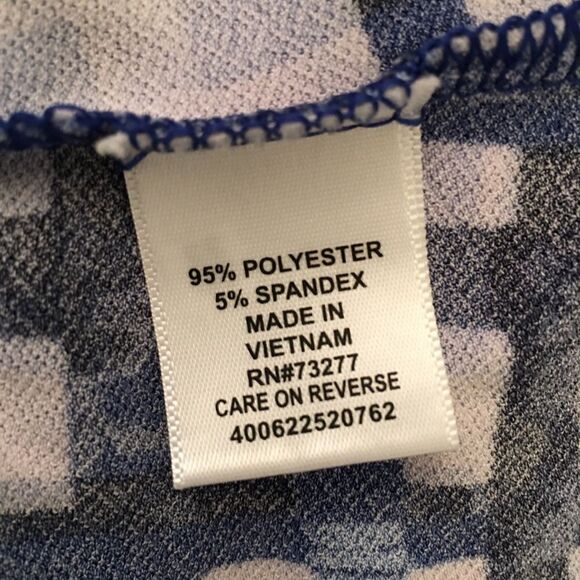 95% POLYESTER
5% SPANDEX
MADE IN
VIETNAM
RN#73277
CARE ON REVERSE
400622520762